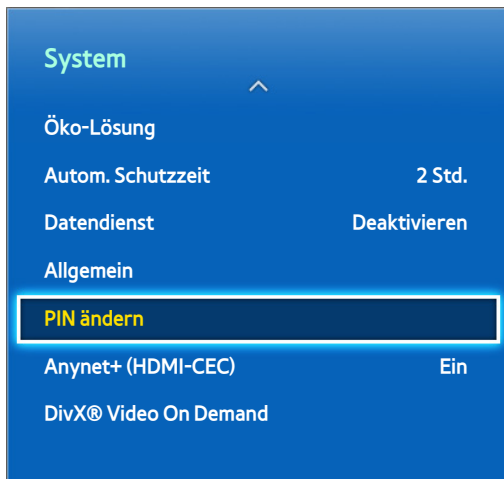 System
Öko-Lösung
Autom. Schutzzeit 2 Std.
Datendienst Deaktivieren
Allgemein
PIN ändern
Anynet+ (HDMI-CEC) Ein
DivX® Video On Demand